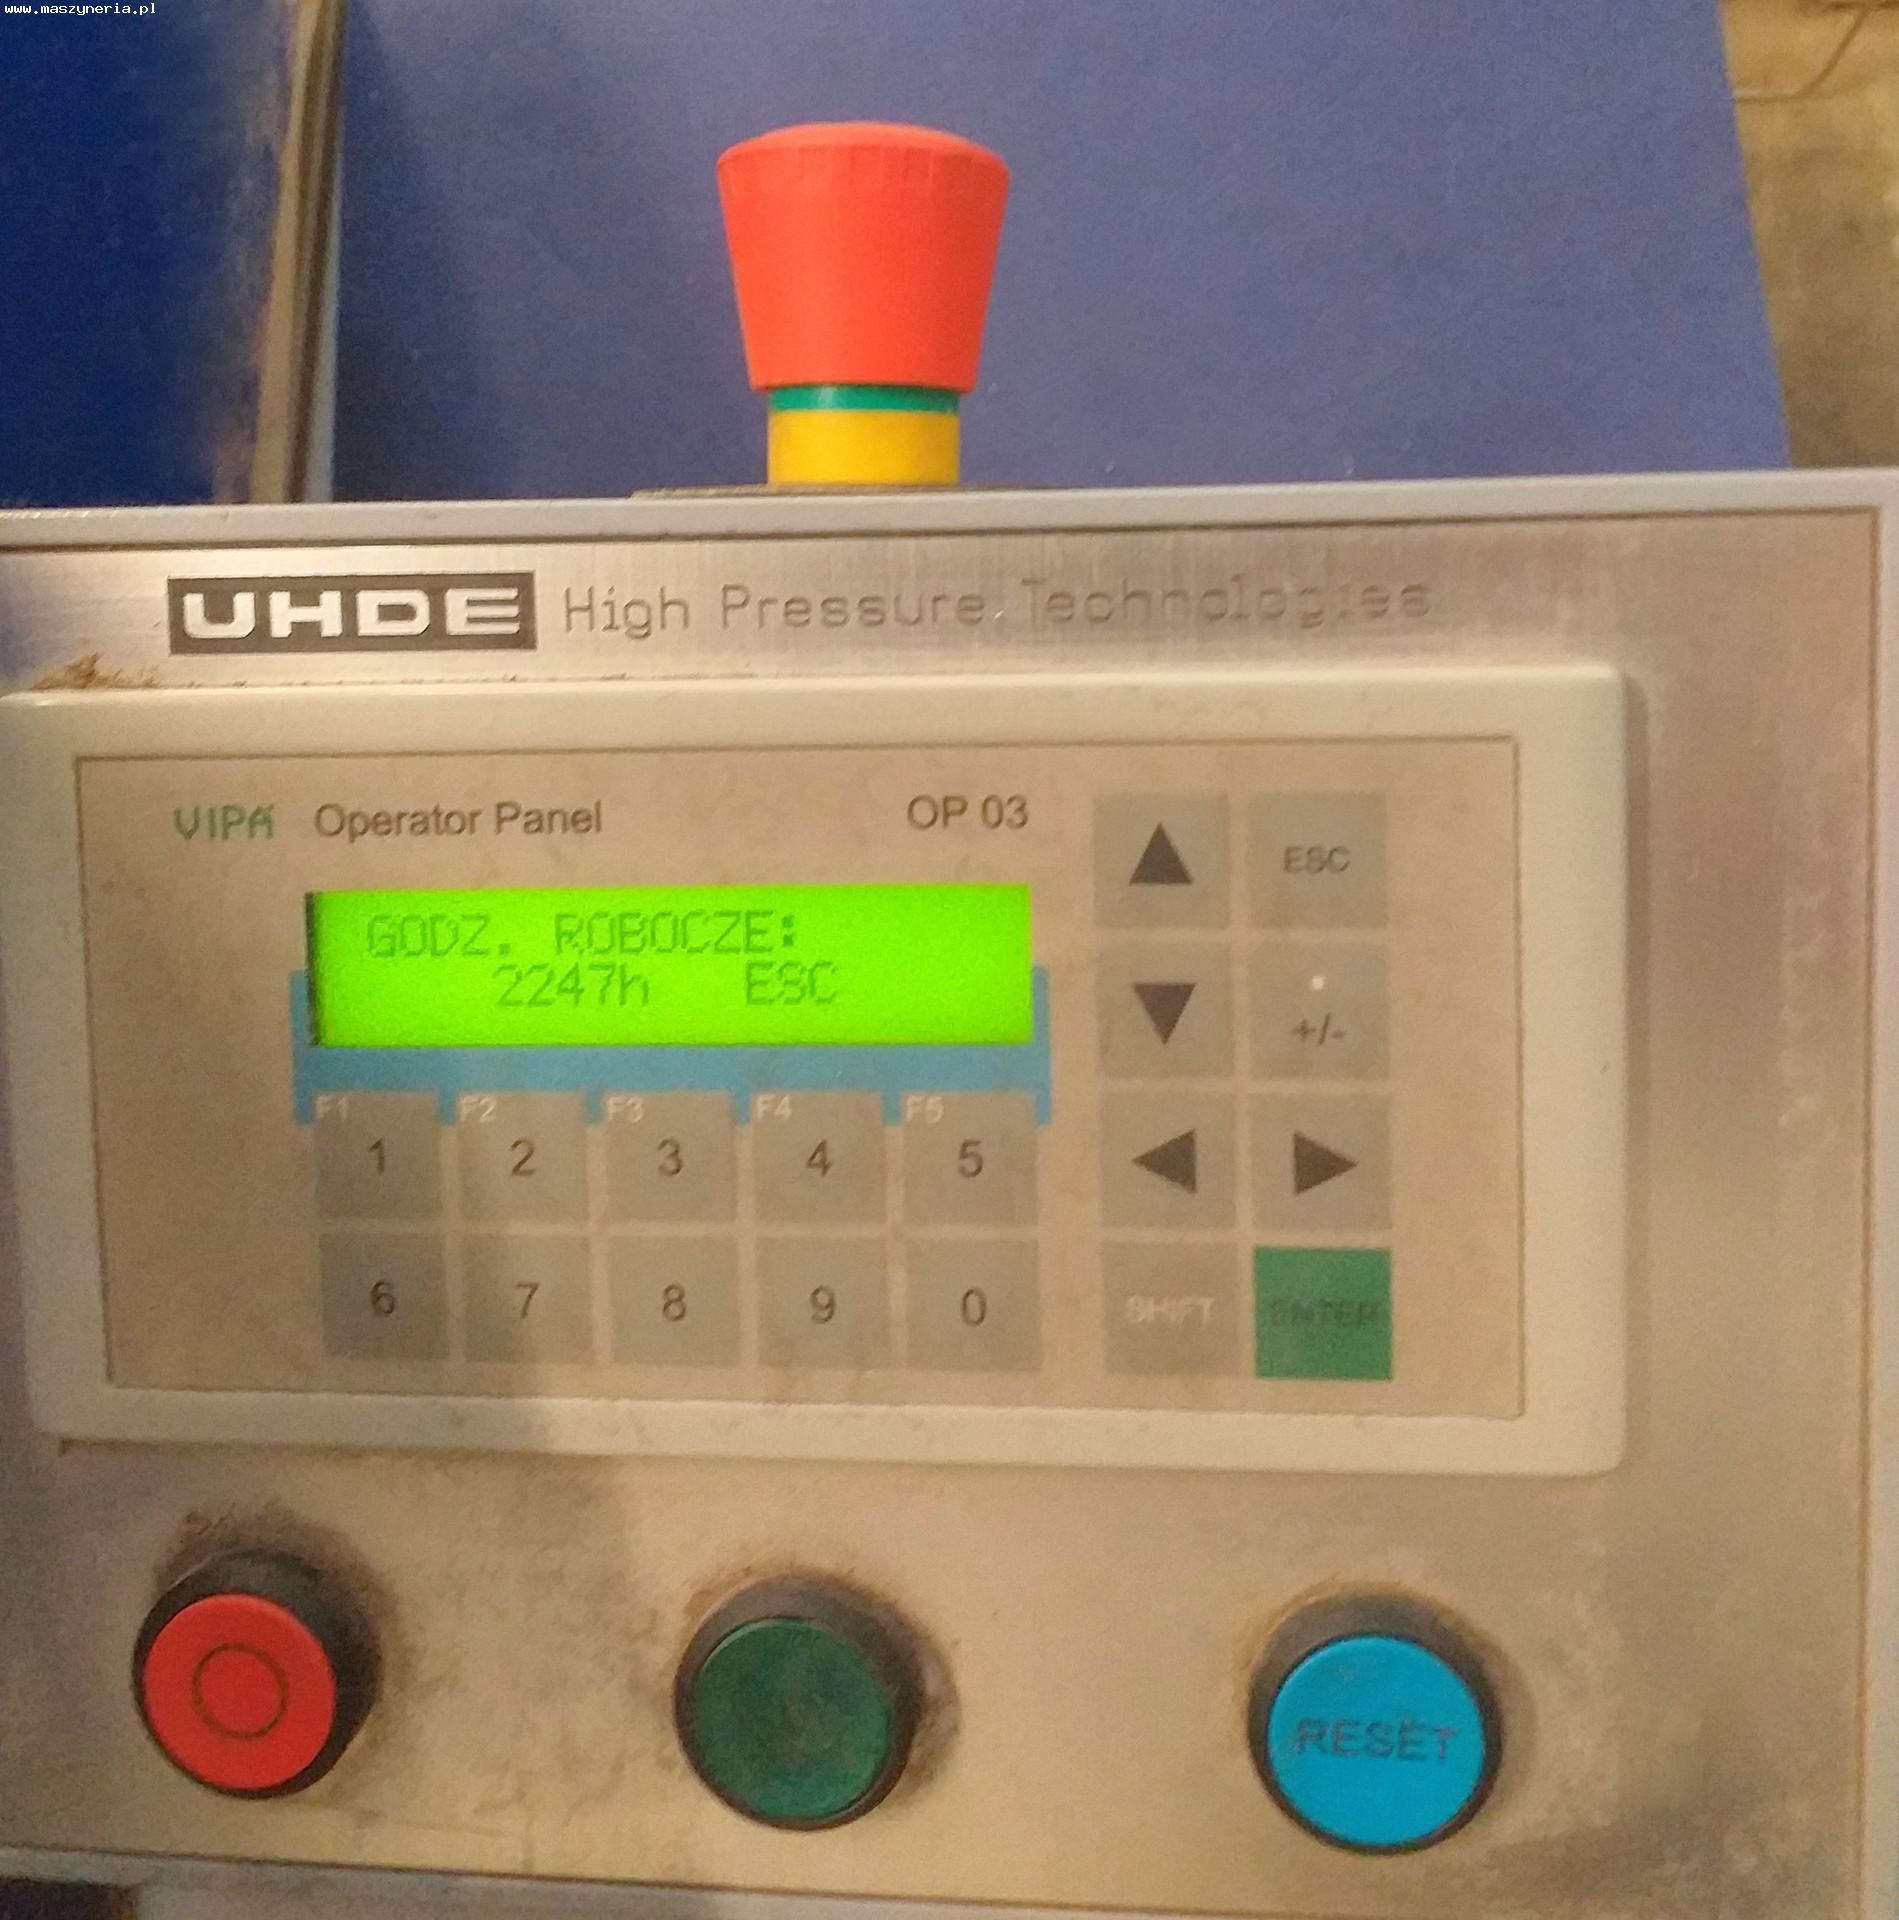 www.maszyneria.pl
UHDE High Pressure Technologies
VIPA Operator Panel OP 03
GODZ. ROBOCZE:
2247h ESC
ESC
+/-
F1 F2 F3 F4 F5
1 2 3 4 5
6 7 8 9 0
SHIFT ENTER
RESET